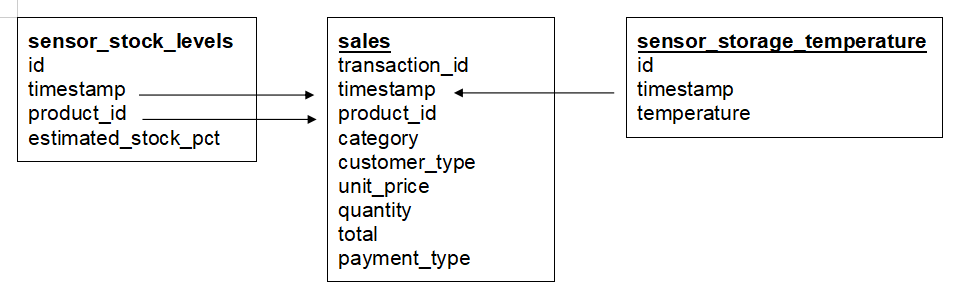 sensor_stock_levels
id
timestamp
product_id
estimated_stock_pct
sales
transaction_id
timestamp
product_id
category
customer_type
unit_price
quantity
total
payment_type
sensor_storage_temperature
id
timestamp
temperature